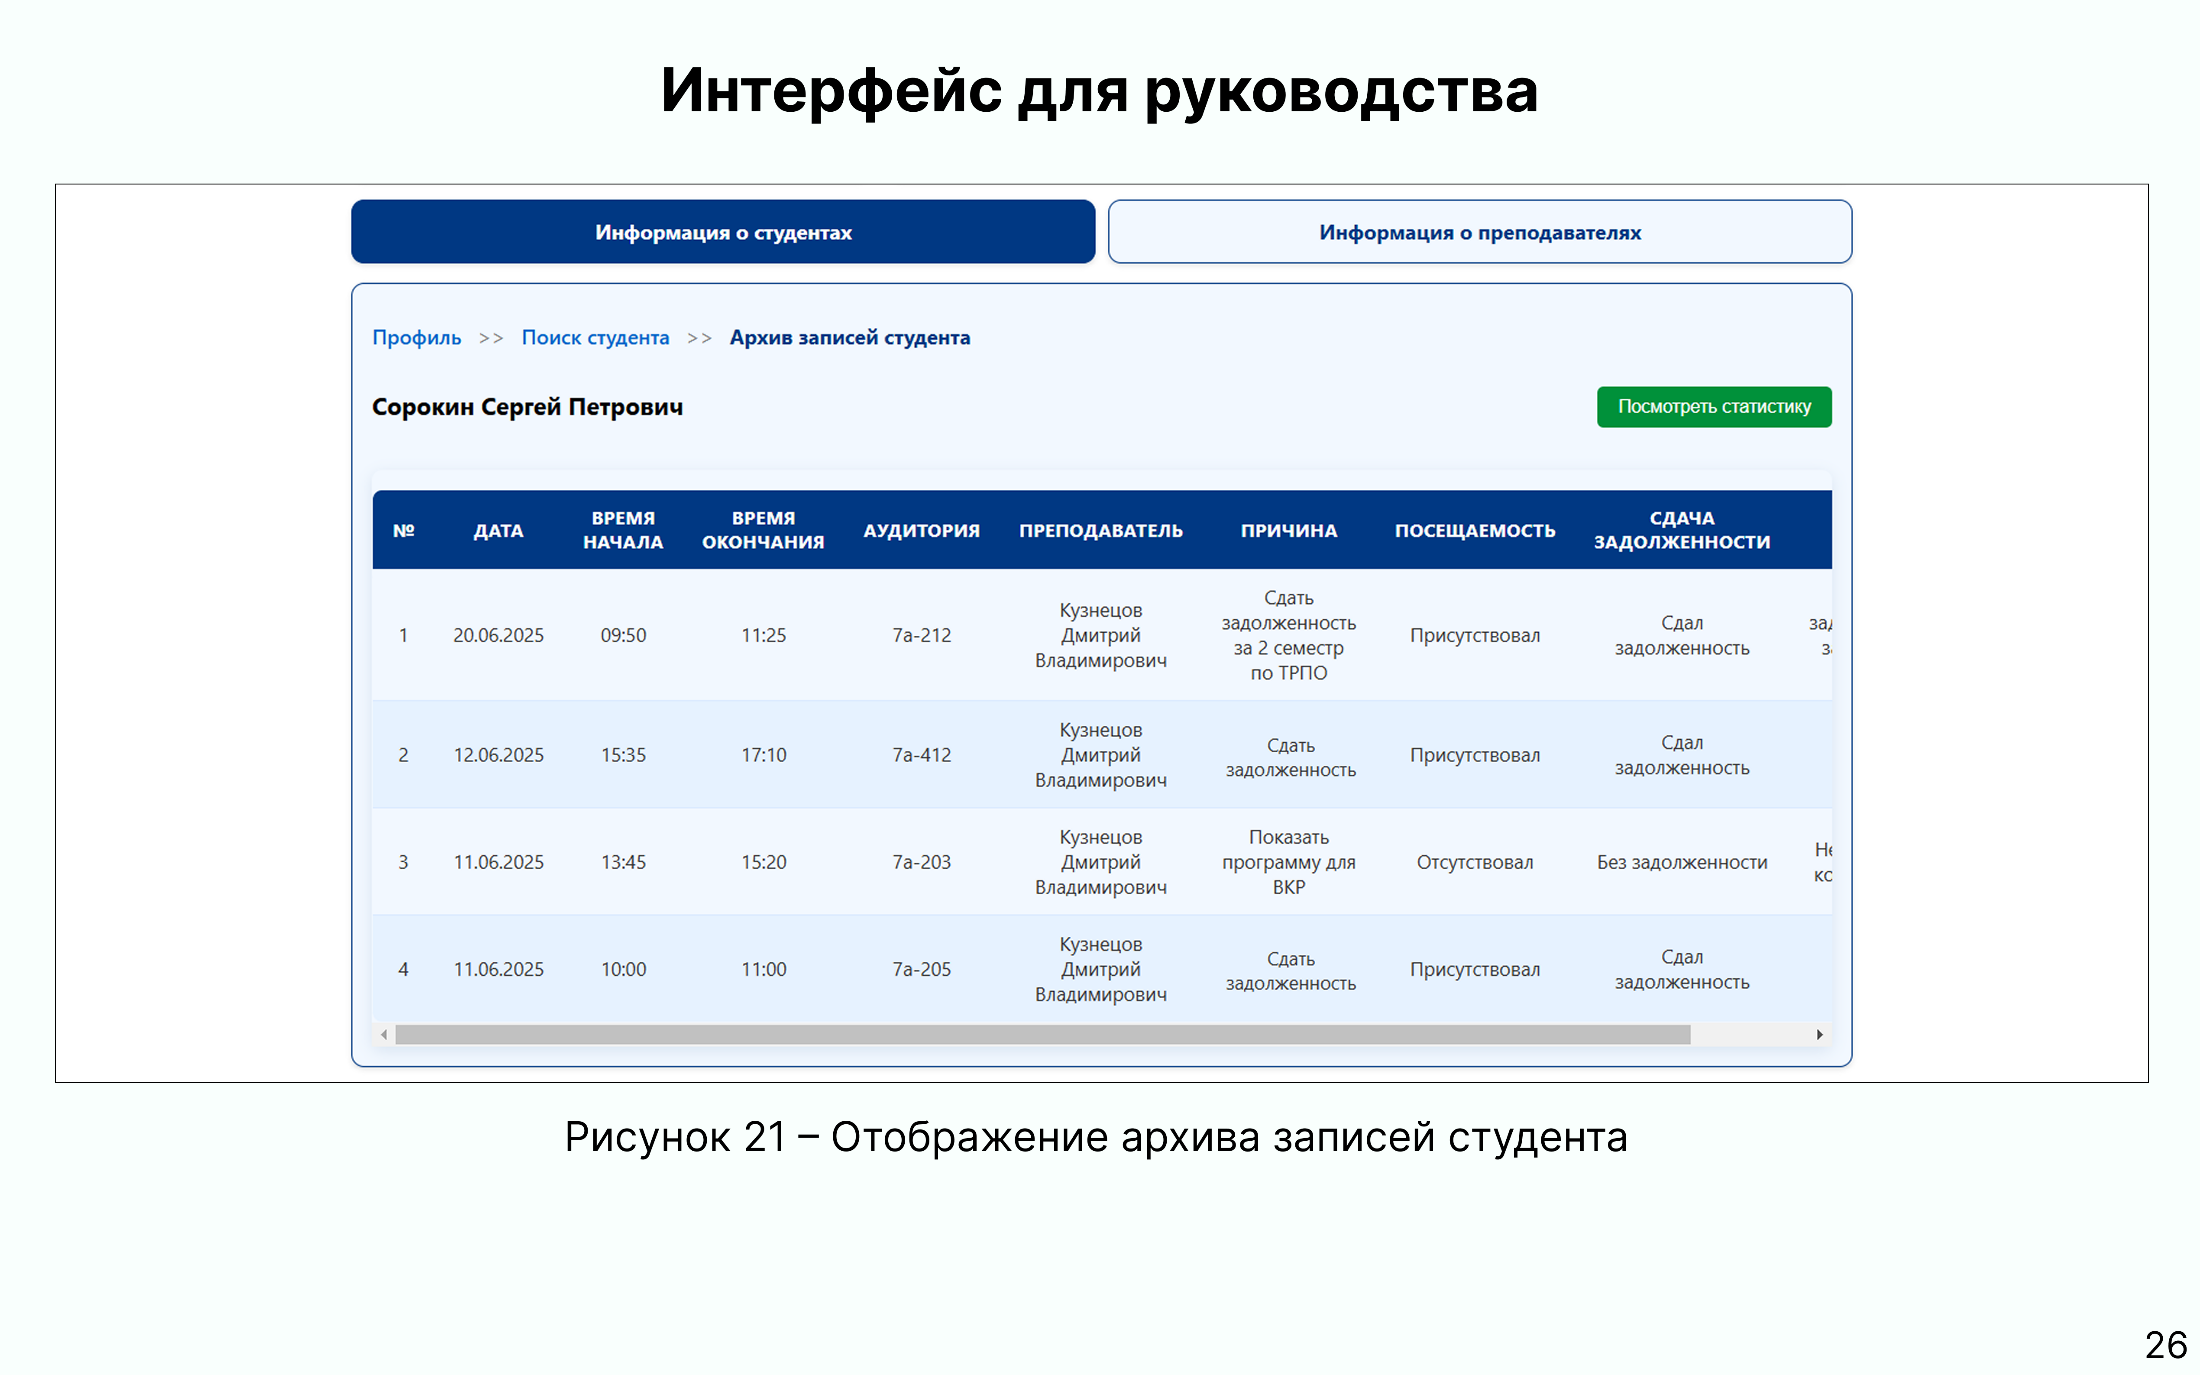 Интерфейс для руководства
Информация о студентах
Информация о преподавателях
Профиль >> Поиск студента >> Архив записей студента
Сорокин Сергей Петрович
Посмотреть статистику
№ ДАТА ВРЕМЯ НАЧАЛА ВРЕМЯ ОКОНЧАНИЯ АУДИТОРИЯ ПРЕПОДАВАТЕЛЬ ПРИЧИНА ПОСЕЩАЕМОСТЬ СДАЧА ЗАДОЛЖЕННОСТИ
1 20.06.2025 09:50 11:25 7а-212 Кузнецов Дмитрий Владимирович Сдать задолженность за 2 семестр по ТРПО Присутствовал Сдал задолженность
2 12.06.2025 15:35 17:10 7а-412 Кузнецов Дмитрий Владимирович Сдать задолженность Присутствовал Сдал задолженность
3 11.06.2025 13:45 15:20 7а-203 Кузнецов Дмитрий Владимирович Показать программу для ВКР Отсутствовал Без задолженности
4 11.06.2025 10:00 11:00 7а-205 Кузнецов Дмитрий Владимирович Сдать задолженность Присутствовал Сдал задолженность
Рисунок 21 – Отображение архива записей студента
26